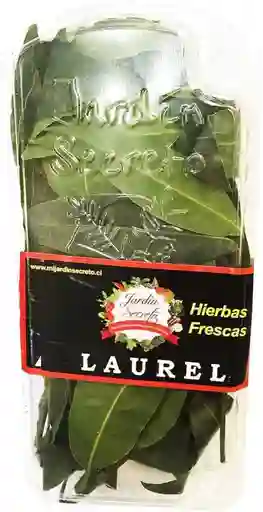 Jardín
Secreto
www.mijardinsecreto.cl
Jardín
Secreto
Hierbas
Frescas
LAUREL